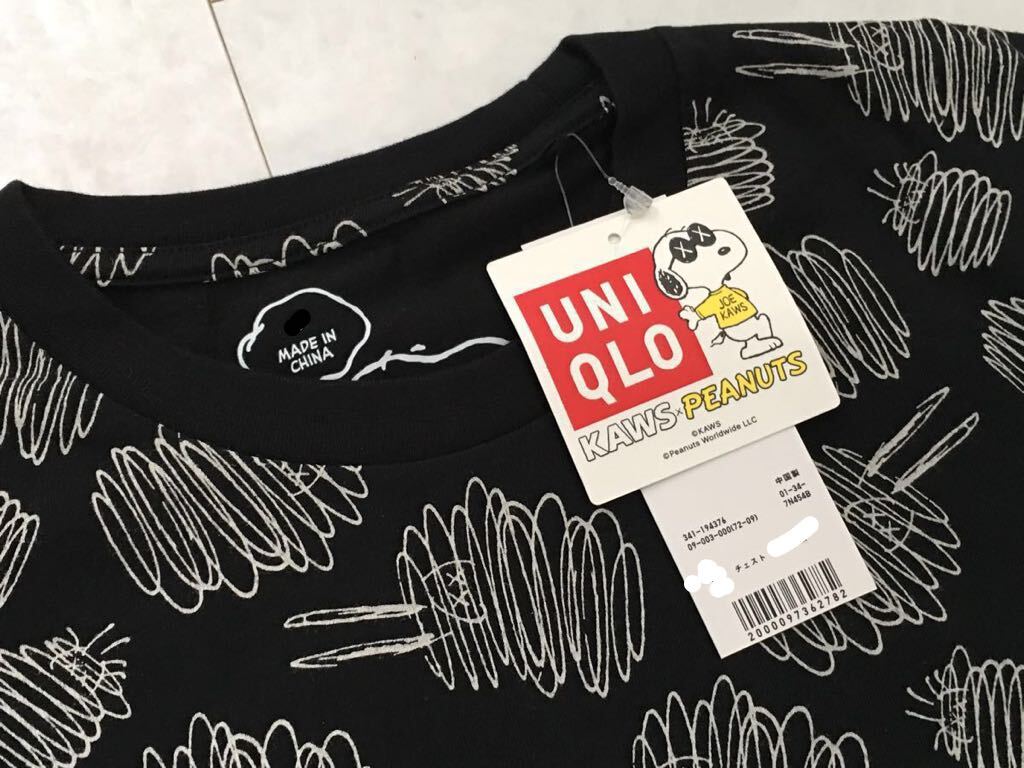 MADE IN
CHINA
UNI
QLO
JOE
KAWS
KAWS×PEANUTS
©KAWS
©Peanuts Worldwide LLC
中国製
01-34-
7N454B
341-194376
09-003-000(72-09)
チェスト
2000097362782